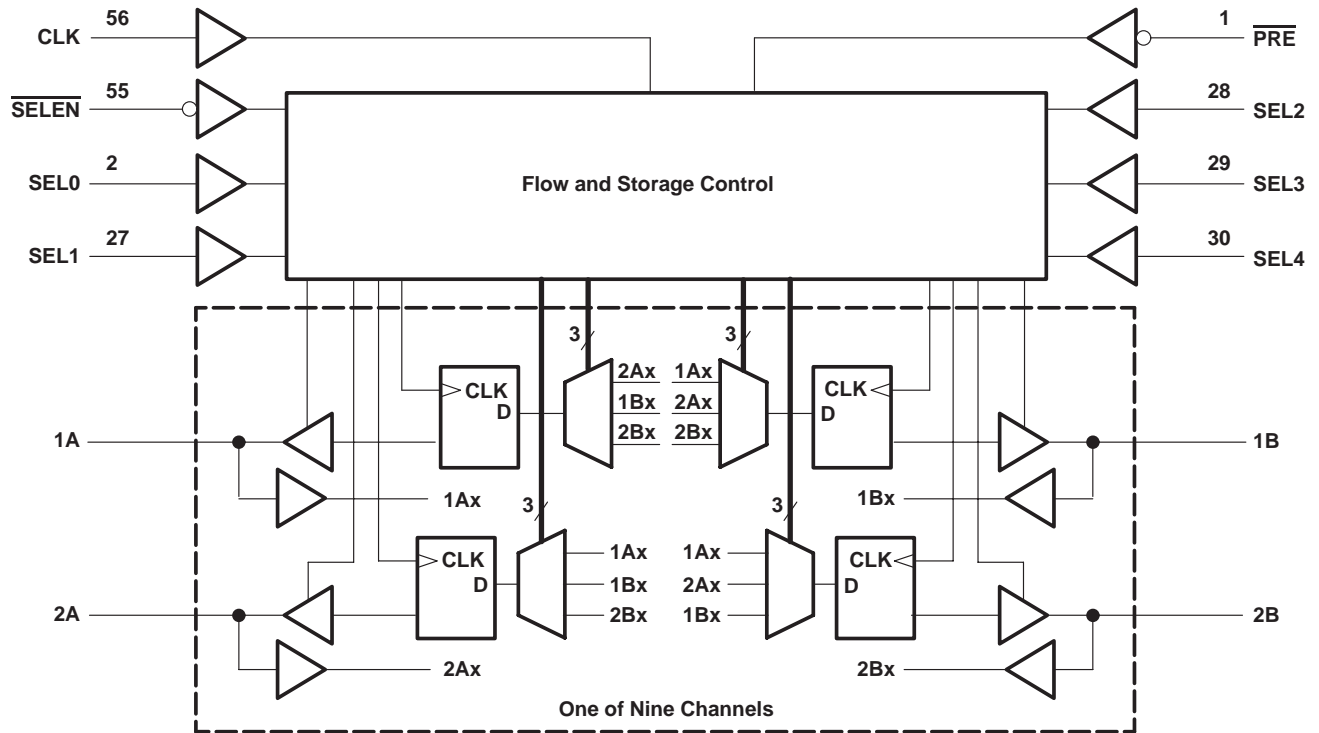 56
CLK
1
PRE
55
SELEN
28
SEL2
2
SEL0
Flow and Storage Control
29
SEL3
27
SEL1
30
SEL4
3
3
2Ax
1Ax
CLK
CLK
D
1Bx
2Ax
D
2Bx
2Bx
1A
1B
1Ax
3
3
1Bx
CLK
1Ax
1Ax
CLK
D
1Bx
2Ax
D
2Bx
1Bx
2A
2B
2Ax
2Bx
One of Nine Channels